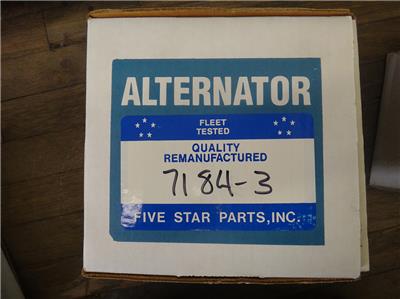 ALTERNATOR
FLEET
TESTED
QUALITY
REMANUFACTURED
7184-3
FIVE STAR PARTS, INC.